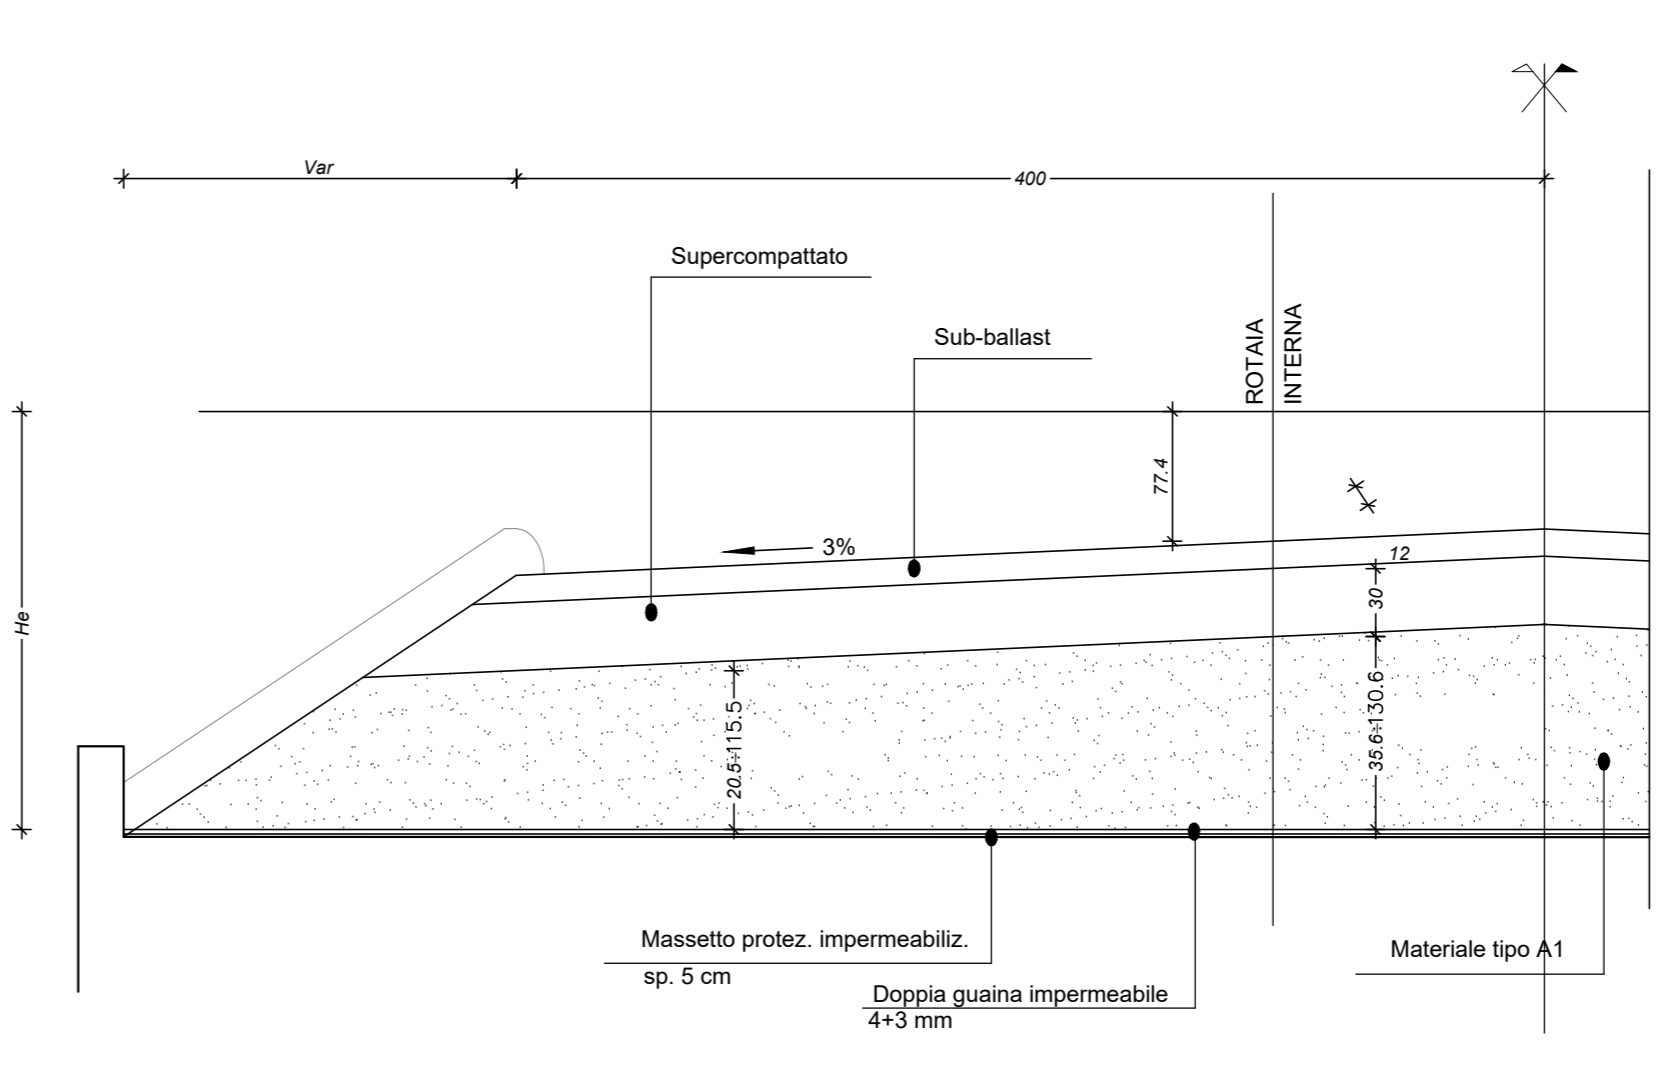 Var
400
Supercompattato
Sub-ballast
ROTAIA
INTERNA
77.4
3%
12
30
He
20.5÷115.5
35.6÷130.6
Massetto protez. impermeabiliz.
sp. 5 cm
Materiale tipo A1
Doppia guaina impermeabile
4+3 mm